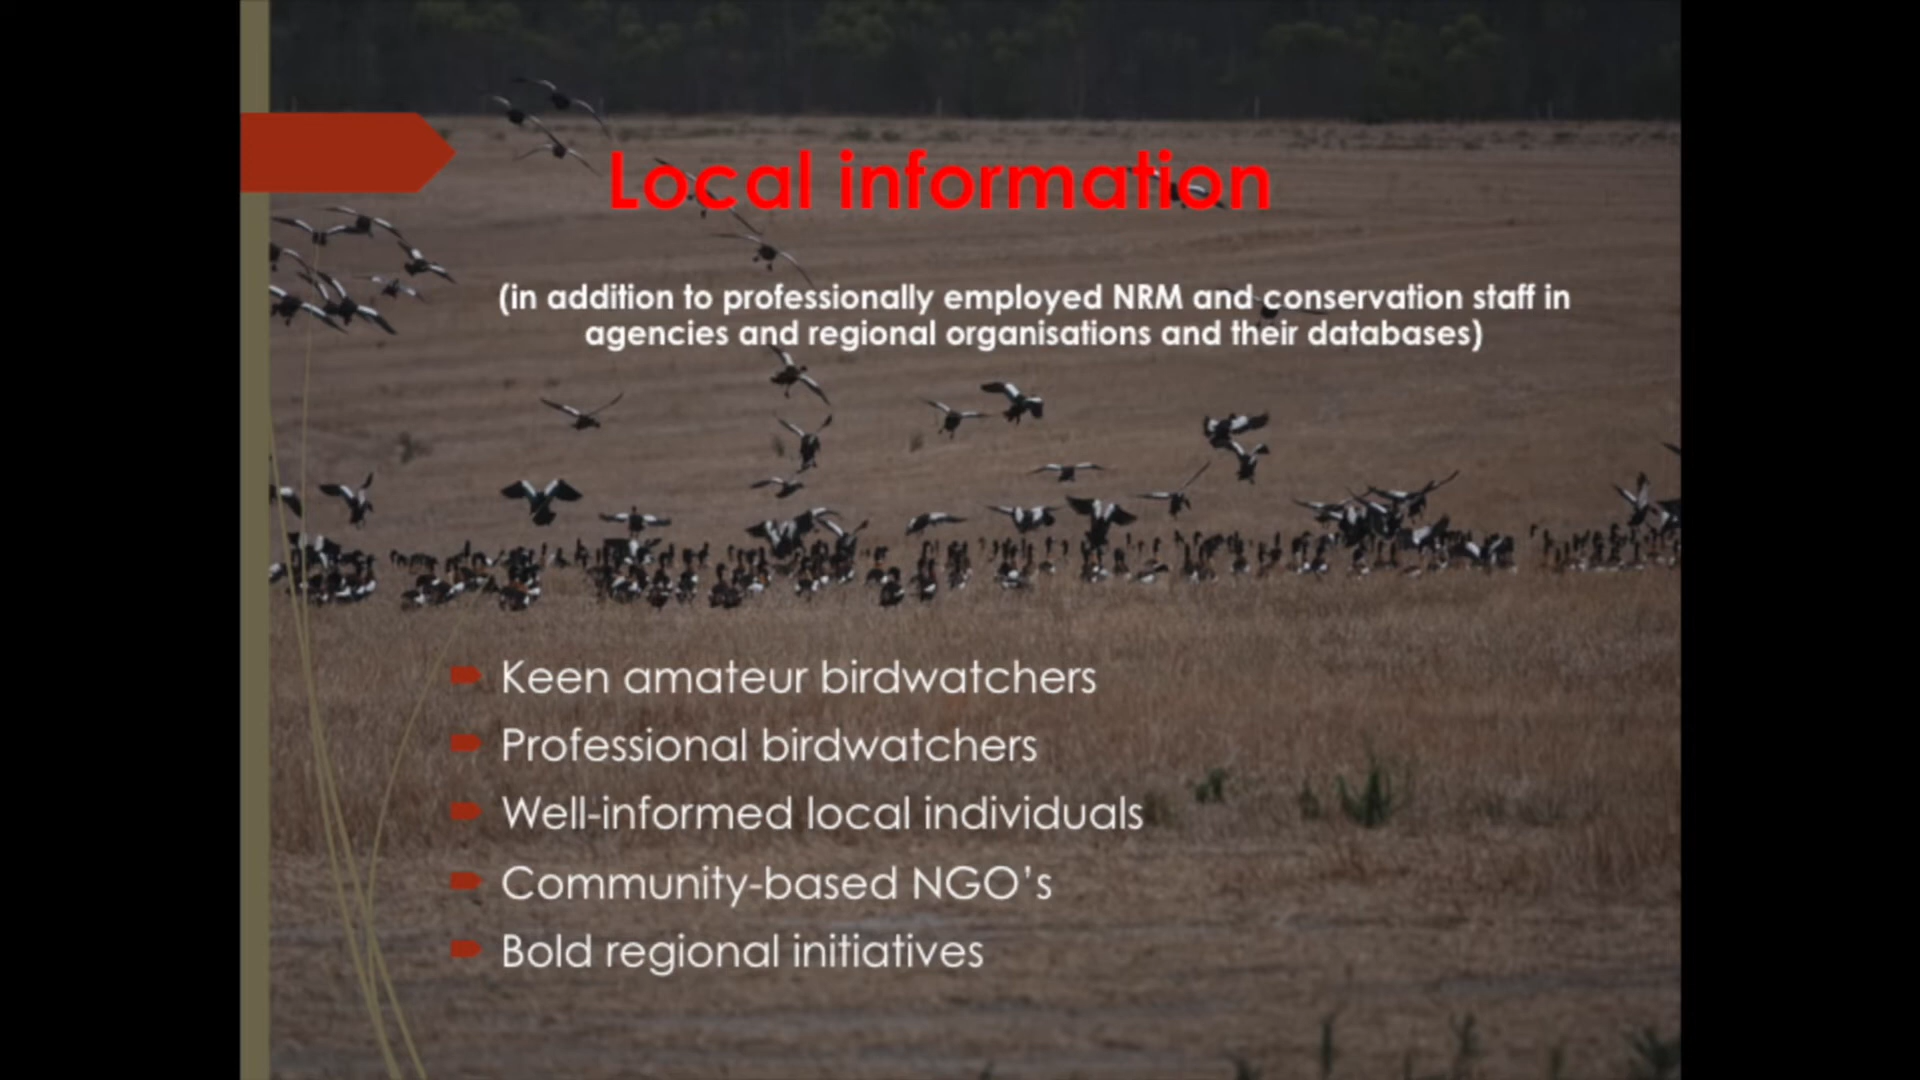 Local information
(in addition to professionally employed NRM and conservation staff in
agencies and regional organisations and their databases)
Keen amateur birdwatchers
Professional birdwatchers
Well-informed local individuals
Community-based NGO's
Bold regional initiatives